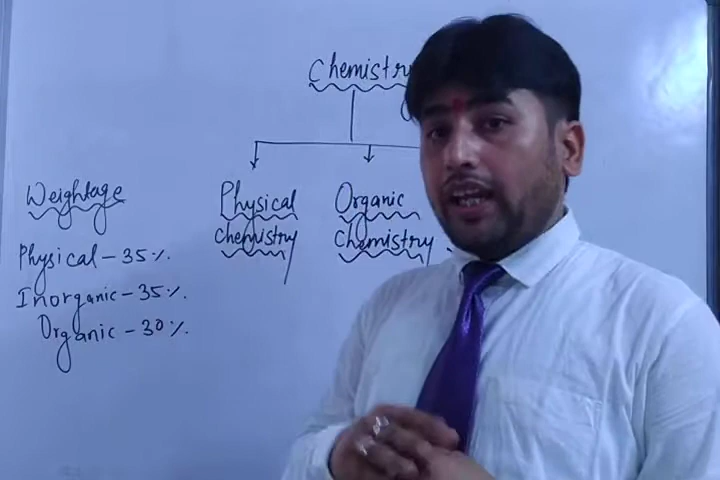 Chemistry
Weightage
Physical Organic
Chemistry Chemistry
Physical - 35%.
Inorganic - 35%.
Organic - 30%.